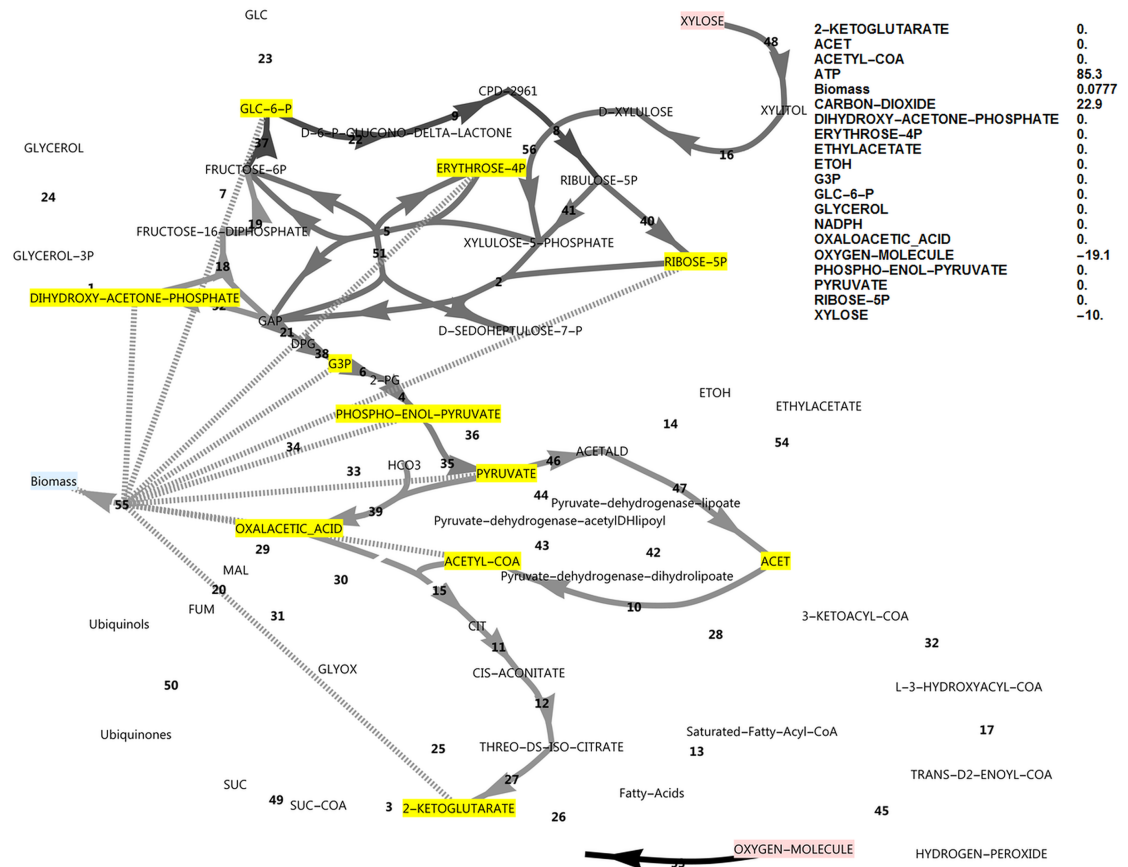 GLC
XYLOSE
23
48
GLC-6-P
CPD-2961
9
D-XYLULOSE
XYLITOL
D-6-P-GLUCONO-DELTA-LACTONE
22
8
37
GLYCEROL
56
16
FRUCTOSE-6P
ERYTHROSE-4P
RIBULOSE-5P
24
7
41
40
19
FRUCTOSE-16-DIPHOSPHATE
5
XYLULOSE-5-PHOSPHATE
GLYCEROL-3P
51
RIBOSE-5P
18
2
1
DIHYDROXY-ACETONE-PHOSPHATE
GAP
21
D-SEDOHEPTULOSE-7-P
DPG
38
G3P
6
2-PG
4
ETOH
ETHYLACETATE
PHOSPHO-ENOL-PYRUVATE
14
36
54
34
ACETALD
35
46
HCO3
33
PYRUVATE
Biomass
47
44
55
Pyruvate-dehydrogenase-lipoate
39
Pyruvate-dehydrogenase-acetylDHlipoyl
OXALACETIC_ACID
29
43
42
ACETYL-COA
ACET
MAL
30
Pyruvate-dehydrogenase-dihydrolipoate
20
15
FUM
31
10
Ubiquinols
CIT
28
3-KETOACYL-COA
11
32
GLYOX
CIS-ACONITATE
50
L-3-HYDROXYACYL-COA
12
Ubiquinones
Saturated-Fatty-Acyl-CoA
17
25
THREO-DS-ISO-CITRATE
13
27
TRANS-D2-ENOYL-COA
SUC
49
SUC-COA
3
2-KETOGLUTARATE
Fatty-Acids
26
45
OXYGEN-MOLECULE
HYDROGEN-PEROXIDE
2-KETOGLUTARATE 0.
ACET 0.
ACETYL-COA 0.
ATP 85.3
Biomass 0.0777
CARBON-DIOXIDE 22.9
DIHYDROXY-ACETONE-PHOSPHATE 0.
ERYTHROSE-4P 0.
ETHYLACETATE 0.
ETOH 0.
G3P 0.
GLC-6-P 0.
GLYCEROL 0.
NADPH 0.
OXALOACETIC_ACID 0.
OXYGEN-MOLECULE -19.1
PHOSPHO-ENOL-PYRUVATE 0.
PYRUVATE 0.
RIBOSE-5P 0.
XYLOSE -10.